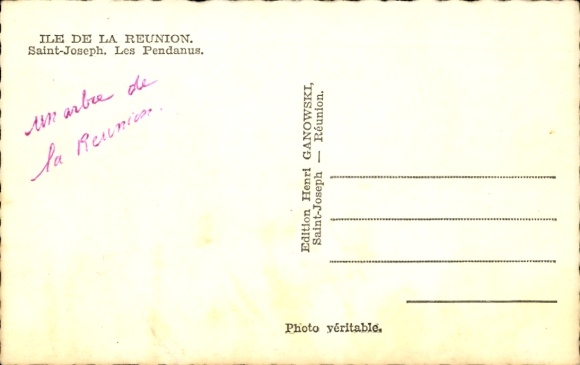 ILE DE LA REUNION.
Saint-Joseph. Les Pendanus.
un arbre de
la Reunion.
Edition Henri GANOWSKI,
Saint-Joseph — Réunion.
Photo véritable.